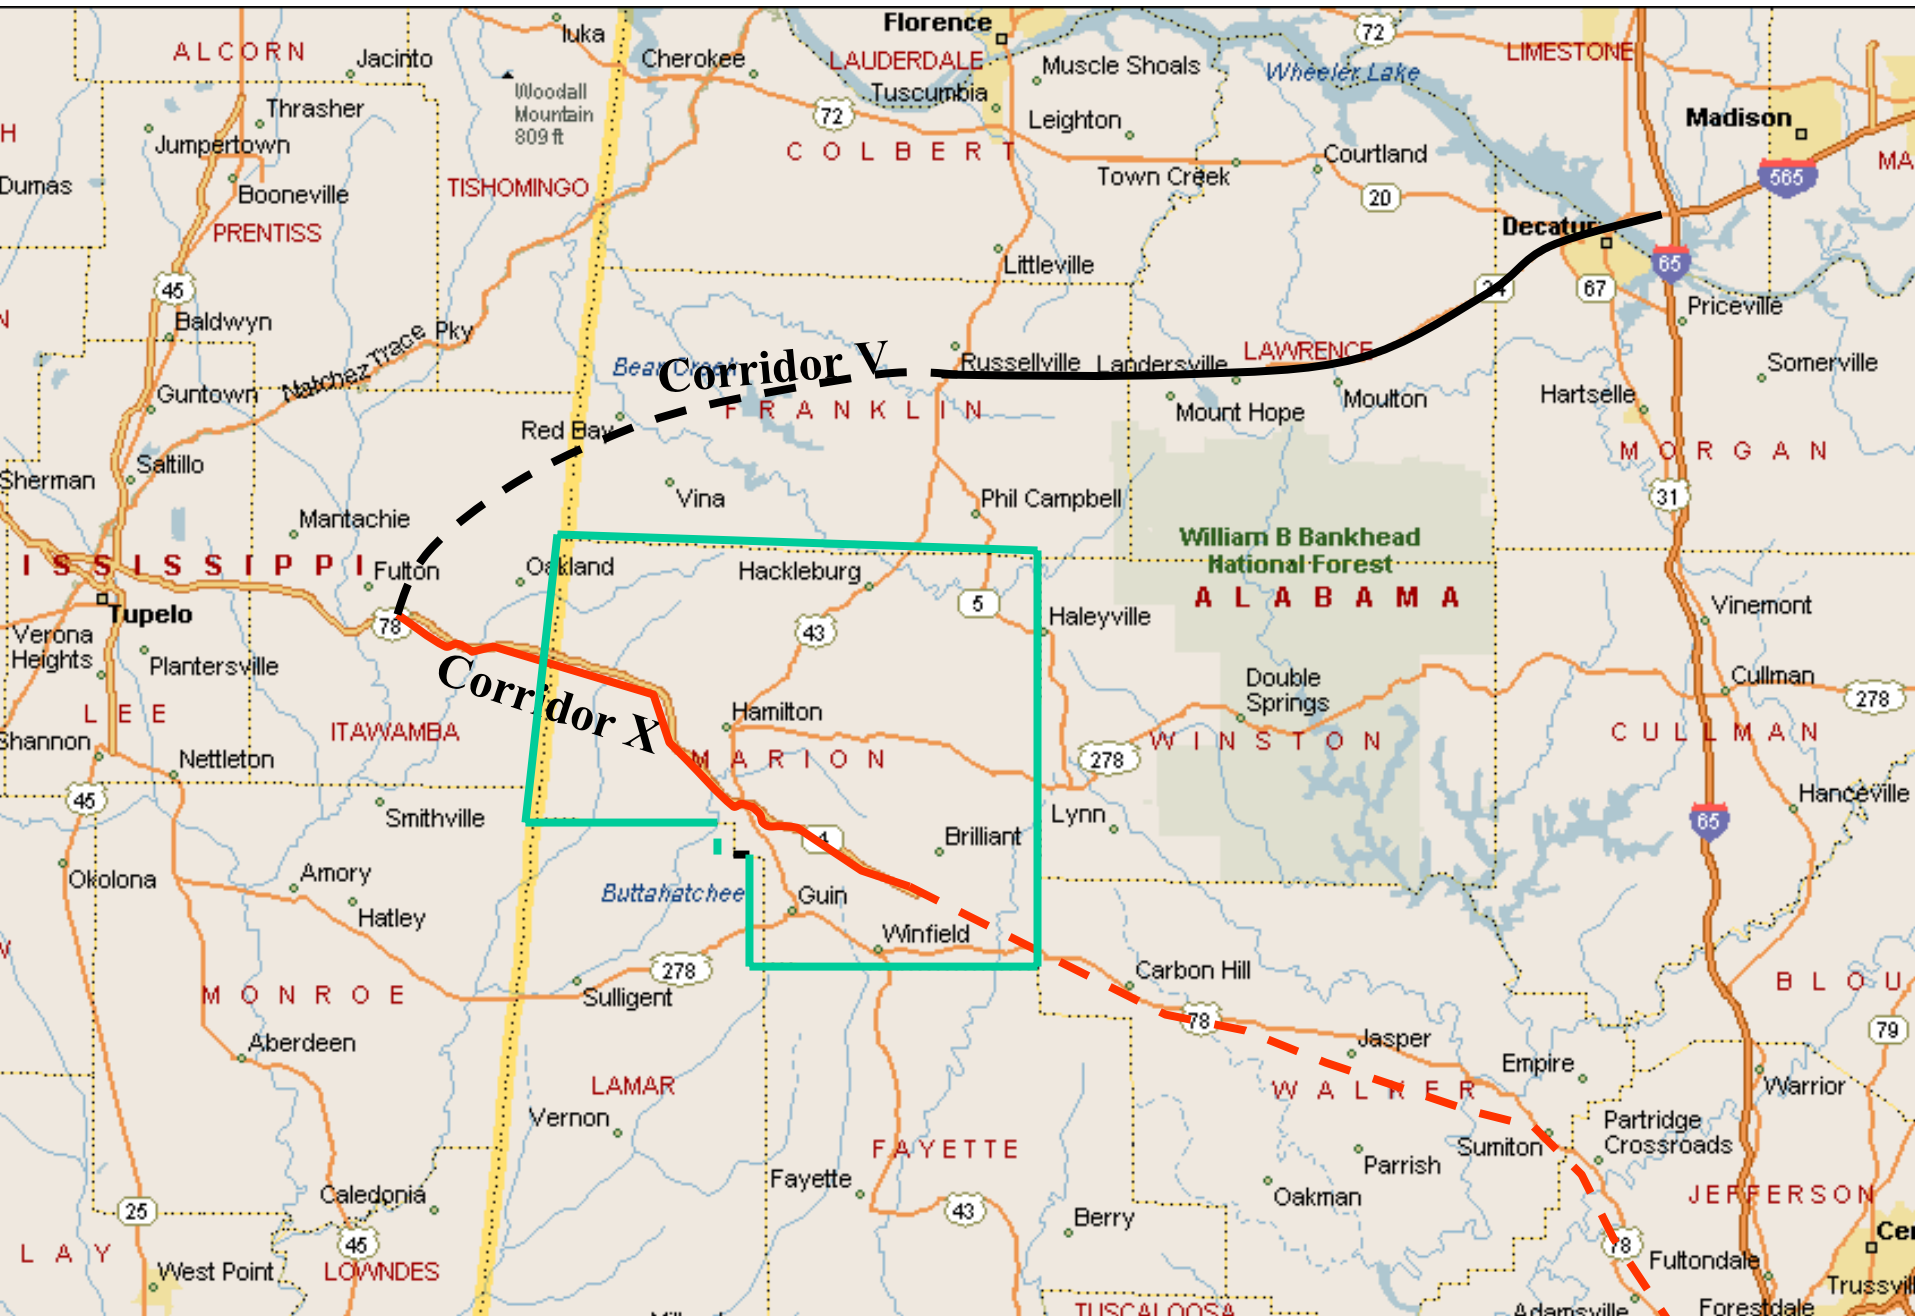 Florence
Iuka
72
ALCORN
Jacinto
Cherokee
LAUDERDALE
Muscle Shoals
Wheeler Lake
LIMESTONE
Woodall
Mountain
809 ft
Tuscumbia
Thrasher
72
Leighton
Madison
H
Jumpertown
COLBERT
Courtland
MA
Dumas
Booneville
TISHOMINGO
Town Creek
20
565
PRENTISS
Decatur
Littleville
65
45
24
67
Baldwyn
Natchez Trace Pky
Priceville
N
Bear Creek
Corridor V
Russellville
Landersville
LAWRENCE
Somerville
Guntown
FRANKLIN
Mount Hope
Moulton
Hartselle
Red Bay
MORGAN
Saltillo
Sherman
Vina
Phil Campbell
31
Mantachie
William B Bankhead
National Forest
ISSISSIPPI
Fulton
Oakland
Hackleburg
ALABAMA
5
Tupelo
78
43
Haleyville
Vinemont
Verona
Heights
Plantersville
Corridor X
Double
Springs
Cullman
278
LEE
ITAWAMBA
Hamilton
WINSTON
CULLMAN
Shannon
Nettleton
MARION
278
45
Smithville
Lynn
65
Hanceville
4
Brilliant
Okolona
Amory
Buttahatchee
Guin
Hatley
Winfield
W
278
Carbon Hill
MONROE
Sulligent
BLOU
78
79
Aberdeen
Jasper
Empire
LAMAR
WALKER
Warrior
Vernon
Partridge
Crossroads
FAYETTE
Sumiton
Parrish
Fayette
Oakman
JEFFERSON
Caledonia
25
43
Berry
Cer
45
78
LAY
Fultondale
West Point
LOWNDES
Trussvil
TUSCALOOSA
Adamsville
Forestdale